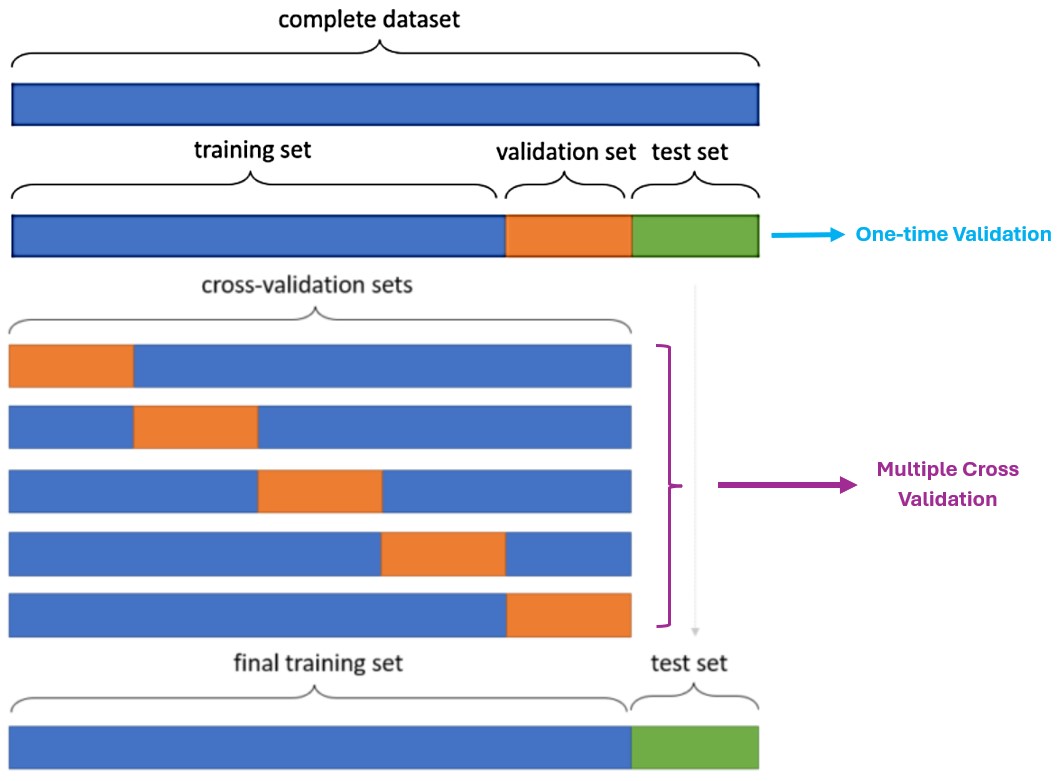 complete dataset
training set
validation set
test set
One-time Validation
cross-validation sets
Multiple Cross
Validation
final training set
test set